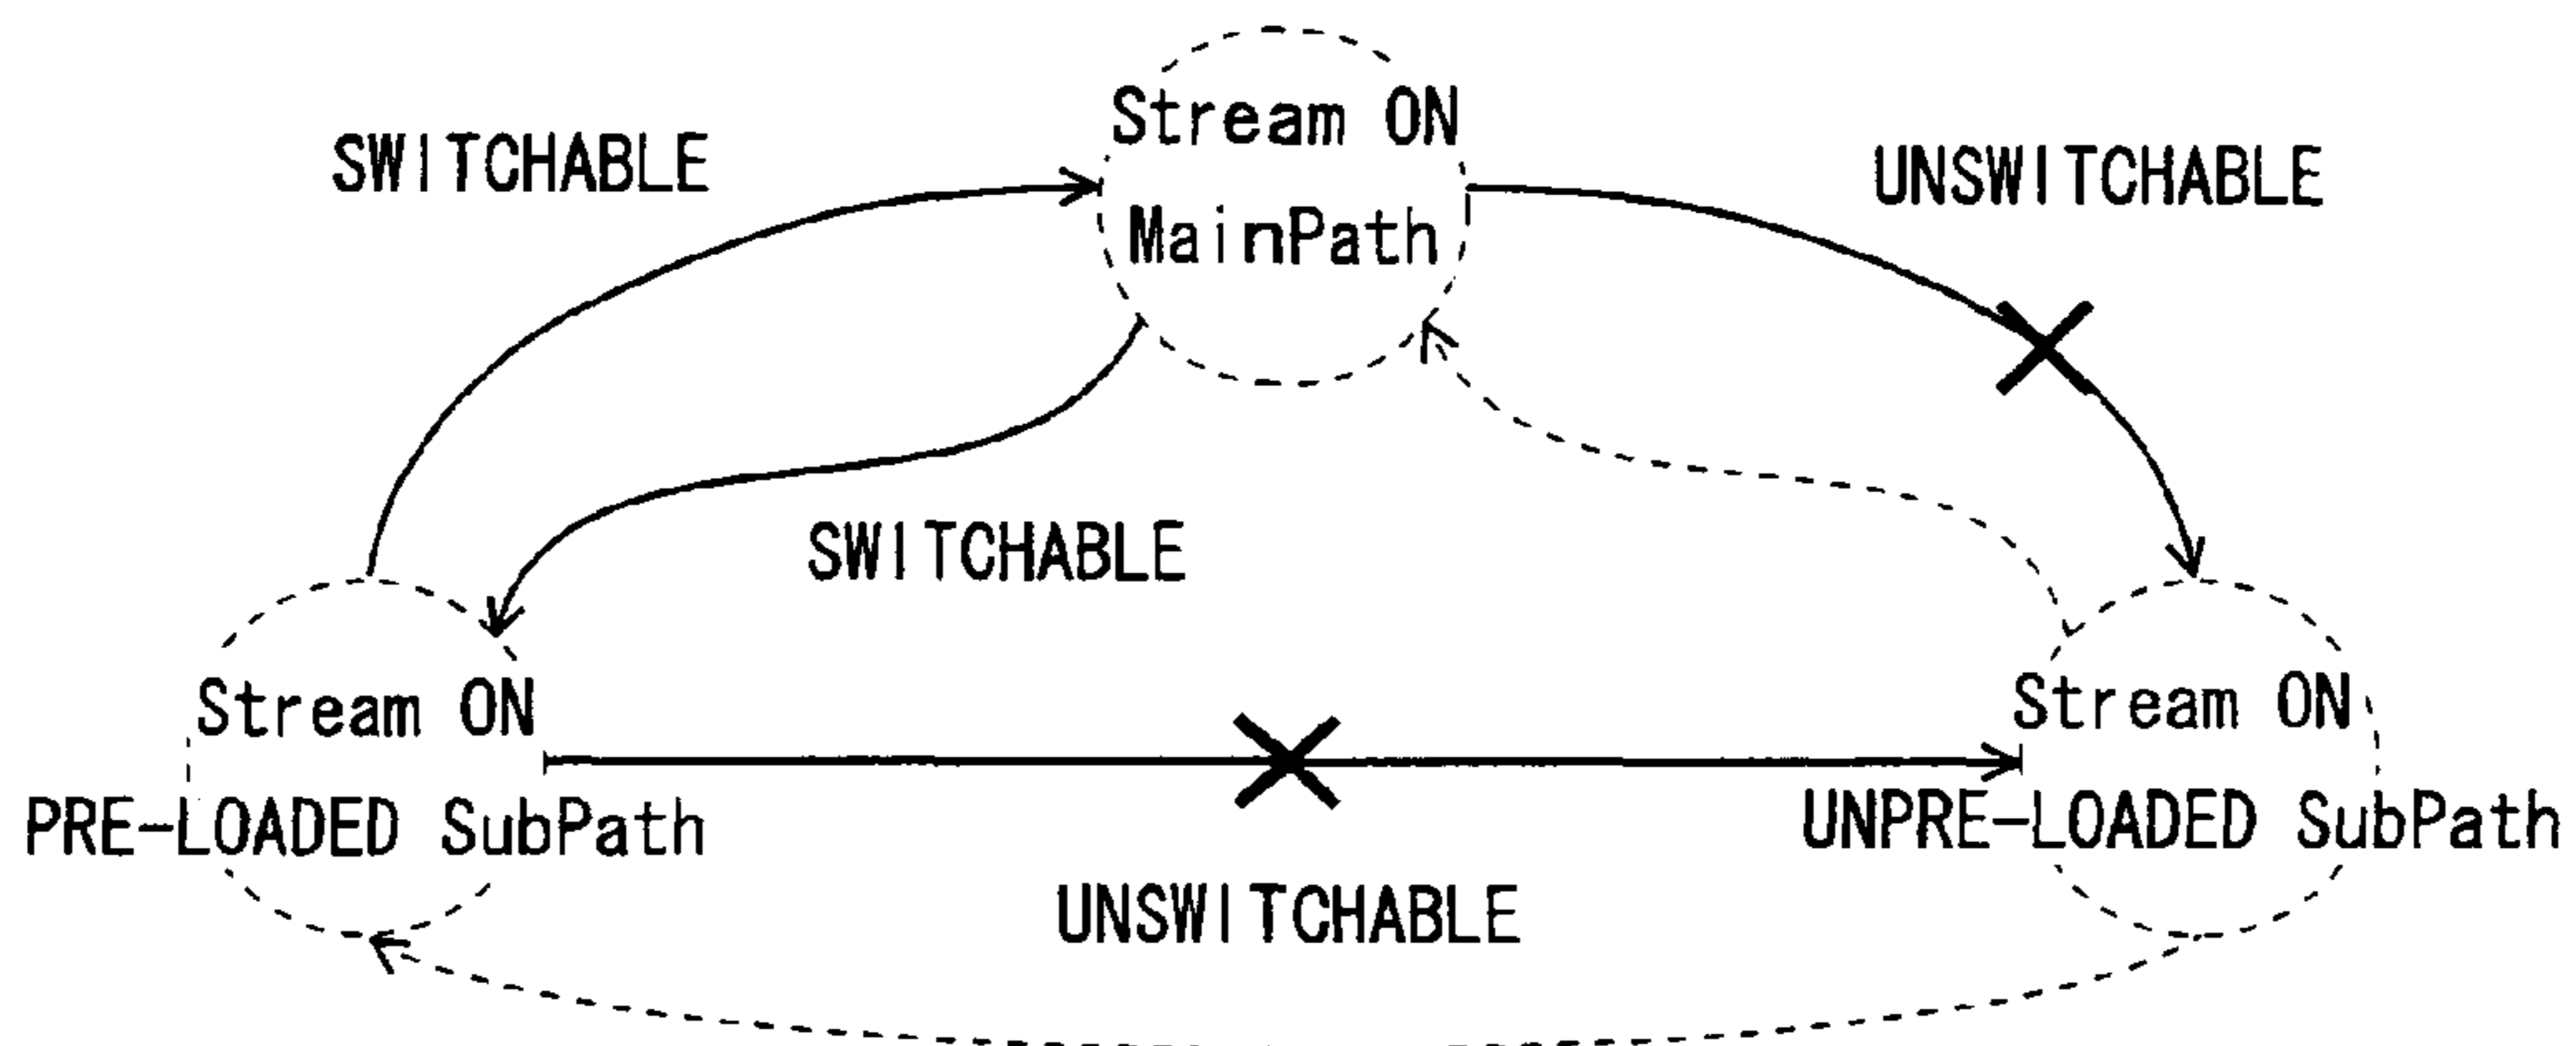 Stream ON
MainPath
SWITCHABLE
UNSWITCHABLE
SWITCHABLE
Stream ON
PRE-LOADED SubPath
Stream ON
UNPRE-LOADED SubPath
UNSWITCHABLE